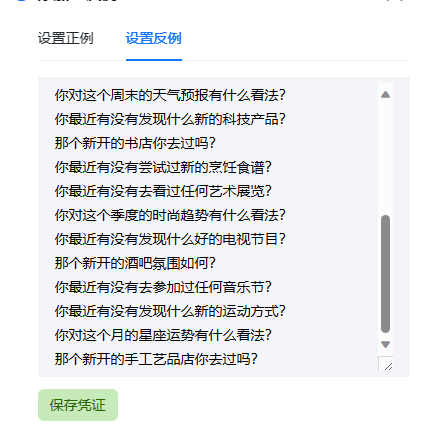 设置正例 设置反例
你对这个周末的天气预报有什么看法?
你最近有没有发现什么新的科技产品?
那个新开的书店你去过吗?
你最近有没有尝试过新的烹饪食谱?
你最近有没有去看过任何艺术展览?
你对这个季度的时尚趋势有什么看法?
你最近有没有发现什么好的电视节目?
那个新开的酒吧氛围如何?
你最近有没有去参加过任何音乐节?
你最近有没有发现什么新的运动方式?
你对这个月的星座运势有什么看法?
那个新开的手工艺品店你去过吗?
保存凭证